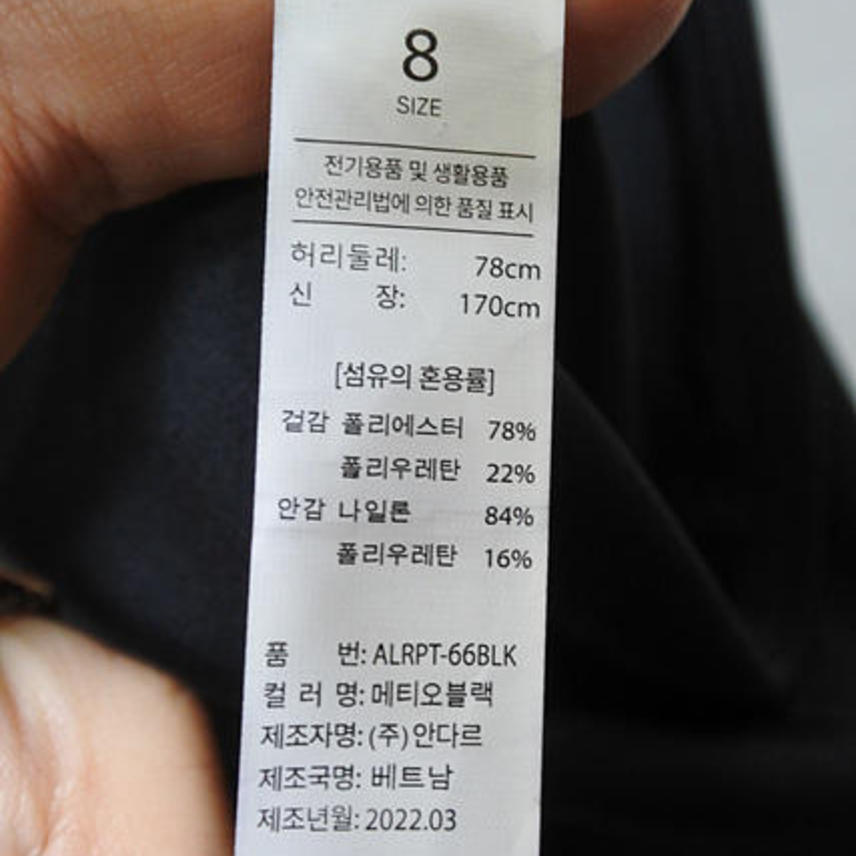 8
SIZE
전기용품 및 생활용품
안전관리법에 의한 품질 표시
허리둘레: 78cm
신 장: 170cm
[섬유의 혼용률]
겉감 폴리에스터 78%
폴리우레탄 22%
안감 나일론 84%
폴리우레탄 16%
품 번: ALRPT-66BLK
컬 러 명: 메티오블랙
제조자명: (주)안다르
제조국명: 베트남
제조년월: 2022.03